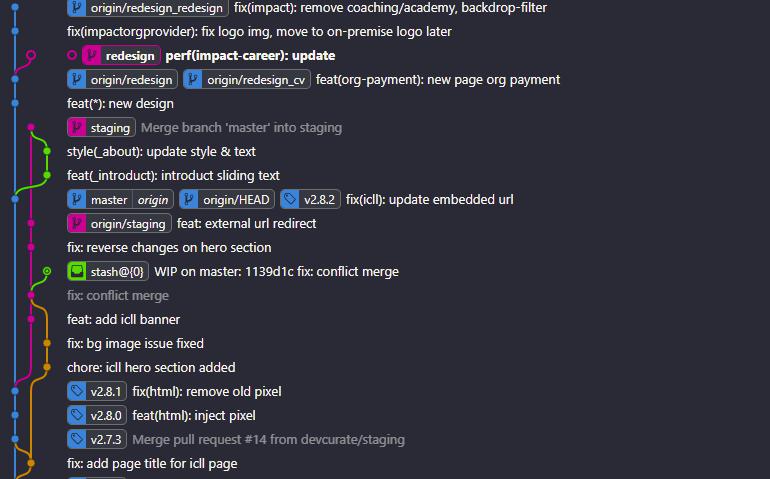 origin/redesign_redesign fix(impact): remove coaching/academy, backdrop-filter
fix(impactorgprovider): fix logo img, move to on-premise logo later
redesign perf(impact-career): update
origin/redesign origin/redesign_cv feat(org-payment): new page org payment
feat(*): new design
staging Merge branch 'master' into staging
style(_about): update style & text
feat(_introduct): introduct sliding text
master origin origin/HEAD v2.8.2 fix(icll): update embedded url
origin/staging feat: external url redirect
fix: reverse changes on hero section
stash@{0} WIP on master: 1139d1c fix: conflict merge
fix: conflict merge
feat: add icll banner
fix: bg image issue fixed
chore: icll hero section added
v2.8.1 fix(html): remove old pixel
v2.8.0 feat(html): inject pixel
v2.7.3 Merge pull request #14 from devcurate/staging
fix: add page title for icll page